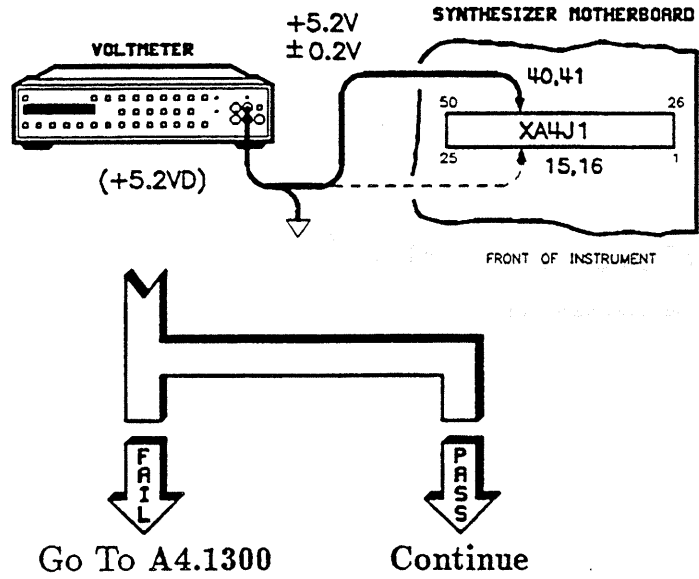 SYNTHESIZER MOTHERBOARD
+5.2V
±0.2V
VOLTMETER
40,41
50
26
XA4J1
25
15,16
1
(+5.2VD)
FRONT OF INSTRUMENT
FAIL
PASS
Go To A4.1300
Continue